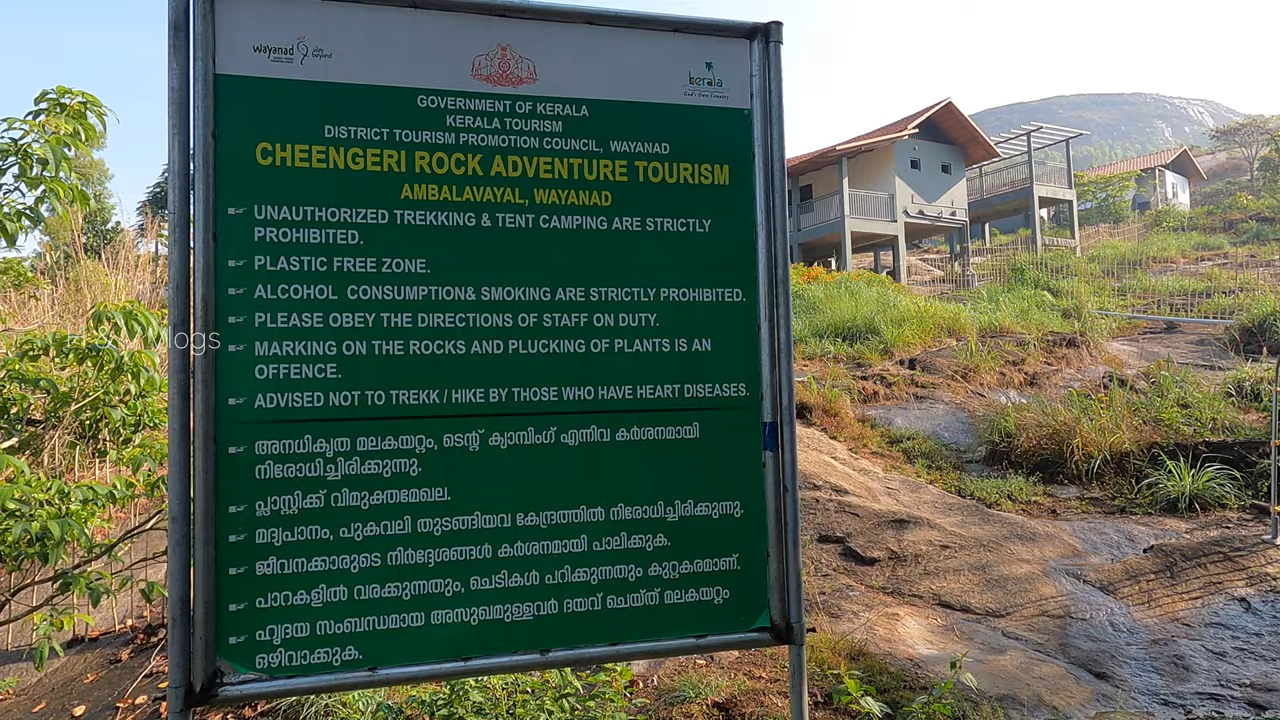 wayanad
GOVERNMENT OF KERALA
KERALA TOURISM
DISTRICT TOURISM PROMOTION COUNCIL, WAYANAD
CHEENGERI ROCK ADVENTURE TOURISM
AMBALAVAYAL, WAYANAD
UNAUTHORIZED TREKKING & TENT CAMPING ARE STRICTLY
PROHIBITED.
PLASTIC FREE ZONE.
ALCOHOL CONSUMPTION& SMOKING ARE STRICTLY PROHIBITED.
PLEASE OBEY THE DIRECTIONS OF STAFF ON DUTY.
MARKING ON THE ROCKS AND PLUCKING OF PLANTS IS AN
OFFENCE.
ADVISED NOT TO TREKK / HIKE BY THOSE WHO HAVE HEART DISEASES.
അനധികൃത മലകയറ്റം, ടെന്റ് ക്യാമ്പിംഗ് എന്നിവ കർശനമായി
നിരോധിച്ചിരിക്കുന്നു.
പ്ലാസ്റ്റിക്ക് വിമുക്തമേഖല.
മദ്യപാനം, പുകവലി തുടങ്ങിയവ കേന്ദ്രത്തിൽ നിരോധിച്ചിരിക്കുന്നു.
ജീവനക്കാരുടെ നിർദ്ദേശങ്ങൾ കർശനമായി പാലിക്കുക.
പാറകളിൽ വരക്കുന്നതും, ചെടികൾ പറിക്കുന്നതും കുറ്റകരമാണ്.
ഹൃദയ സംബന്ധമായ അസുഖമുള്ളവർ ദയവ് ചെയ്ത് മലകയറ്റം
ഒഴിവാക്കുക.
kerala
God's Own Country
Vlogs